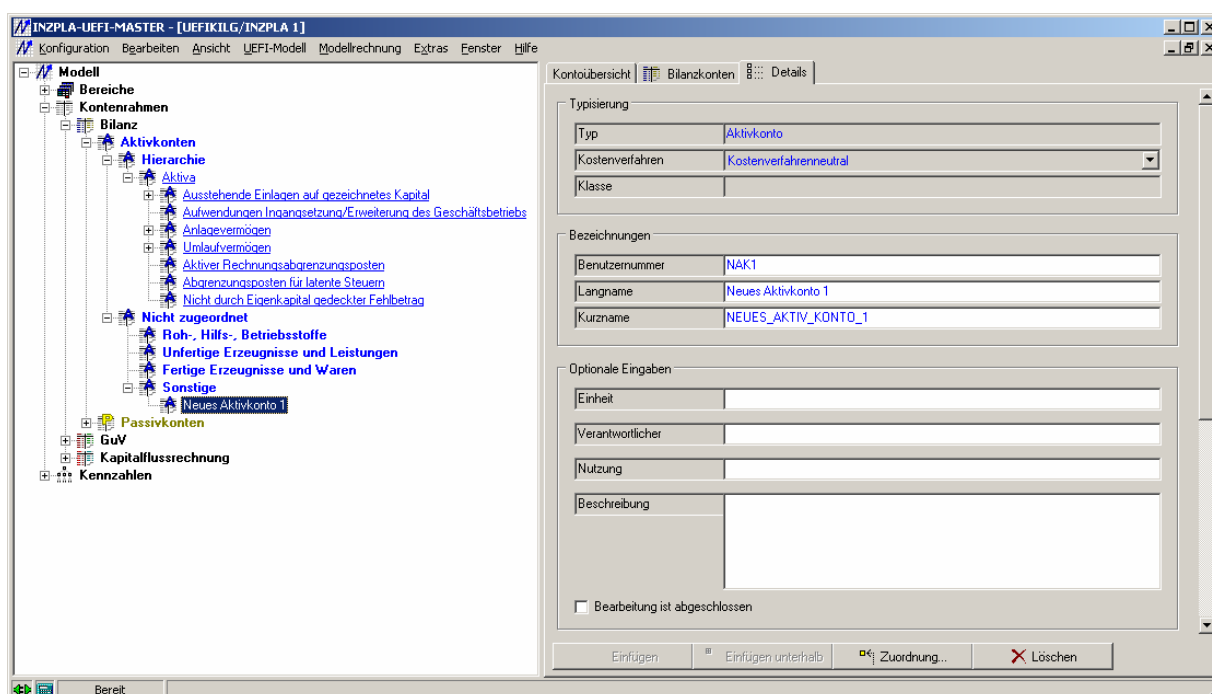 INZPLA-UEFI-MASTER - [UEFIKILG/INZPLA 1]
Konfiguration Bearbeiten Ansicht UEFI-Modell Modellrechnung Extras Fenster Hilfe
Modell
Bereiche
Kontenrahmen
Bilanz
Aktivkonten
Hierarchie
Aktiva
Ausstehende Einlagen auf gezeichnetes Kapital
Aufwendungen Ingangsetzung/Erweiterung des Geschäftsbetriebs
Anlagevermögen
Umlaufvermögen
Aktiver Rechnungsabgrenzungsposten
Abgrenzungsposten für latente Steuern
Nicht durch Eigenkapital gedeckter Fehlbetrag
Nicht zugeordnet
Roh-, Hilfs-, Betriebsstoffe
Unfertige Erzeugnisse und Leistungen
Fertige Erzeugnisse und Waren
Sonstige
Neues Aktivkonto 1
Passivkonten
GuV
Kapitalflussrechnung
Kennzahlen
Kontoübersicht Bilanzkonten Details
Typisierung
Typ Aktivkonto
Kostenverfahren Kostenverfahrenneutral
Klasse
Bezeichnungen
Benutzernummer NAK1
Langname Neues Aktivkonto 1
Kurzname NEUES_AKTIV_KONTO_1
Optionale Eingaben
Einheit
Verantwortlicher
Nutzung
Beschreibung
Bearbeitung ist abgeschlossen
Einfügen Einfügen unterhalb Zuordnung... Löschen
Bereit